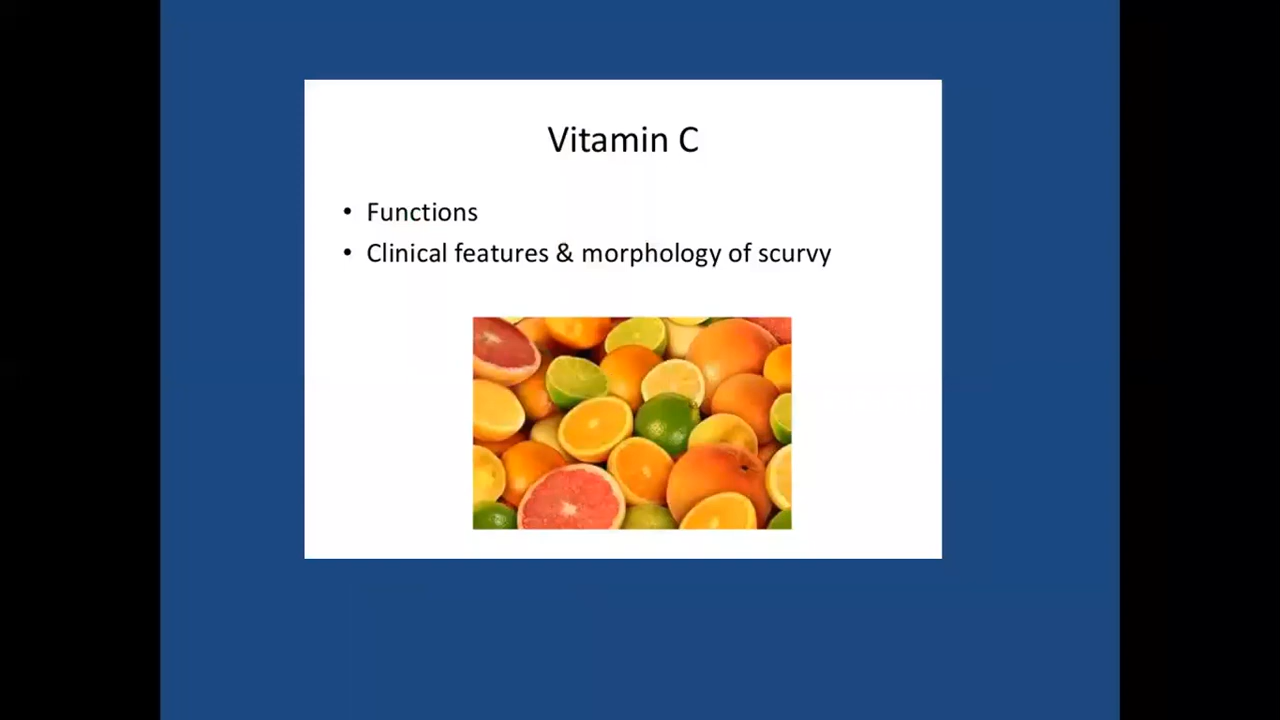 Vitamin C
• Functions
• Clinical features & morphology of scurvy